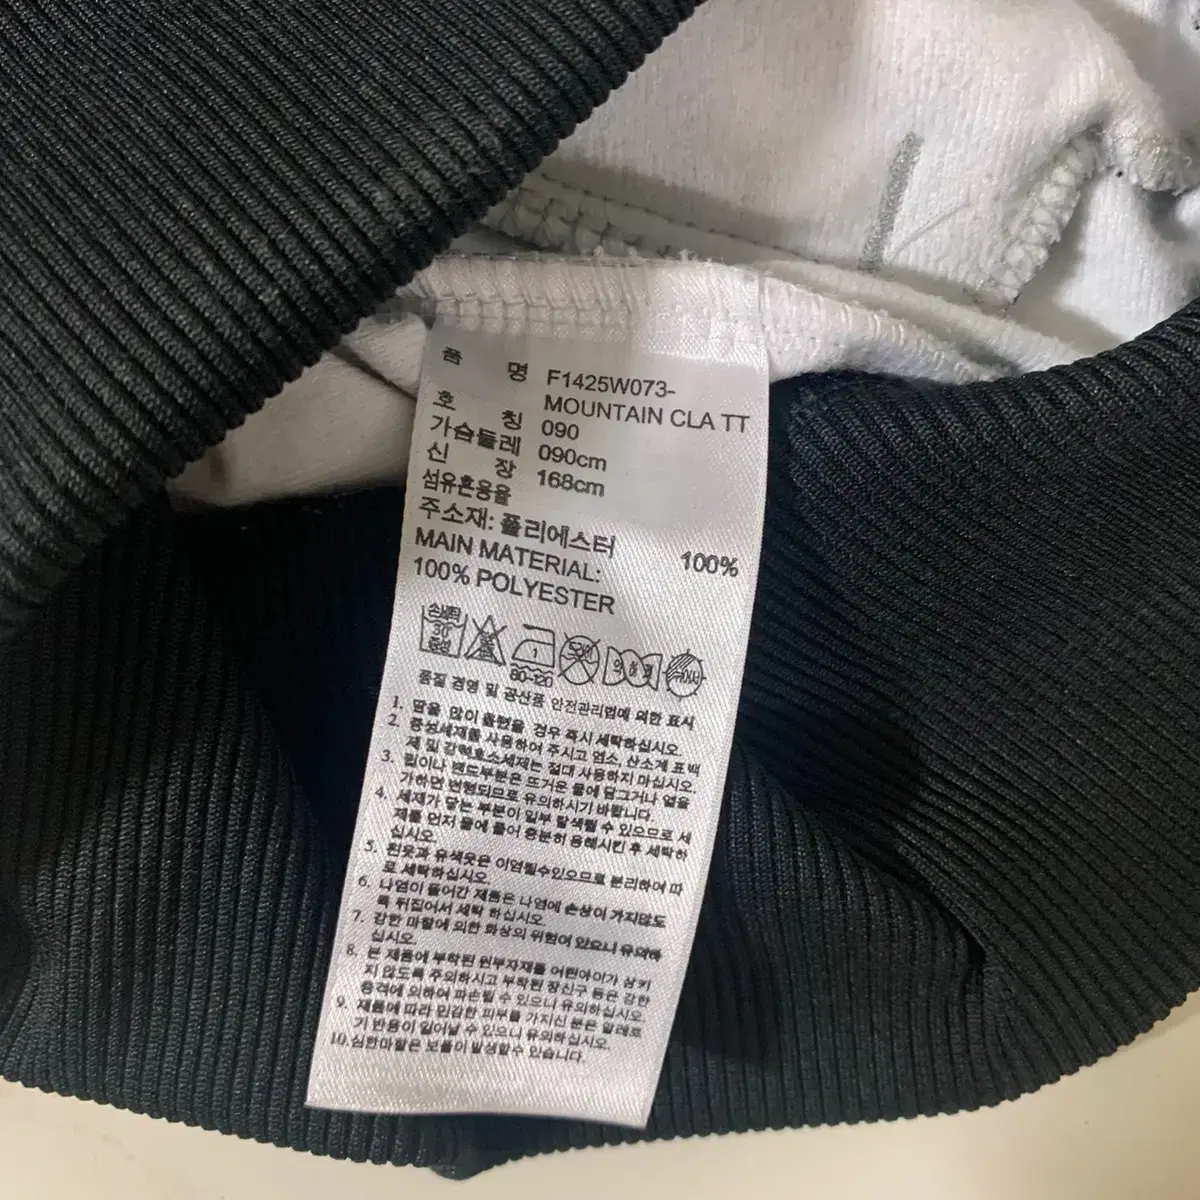 품 명 F1425W073-
MOUNTAIN CLA TT
호 칭 090
가슴둘레 090cm
신 장 168cm
섬유혼용율
주소재: 폴리에스터 100%
MAIN MATERIAL:
100% POLYESTER
손세탁
30°
중성
1
80~120
품질 경영 및 공산품 안전관리법에 의한 표시
1. 땀을 많이 흘렸을 경우 즉시 세탁하십시오.
2. 중성세제를 사용하여 주시고 염소, 산소계 표백
제 및 강력효소세제는 절대 사용하지 마십시오.
3. 립이나 밴드부분은 뜨거운 물에 담그거나 열을
가하면 변형되므로 유의하시기 바랍니다.
4. 세제가 닿는 부분이 일부 탈색될 수 있으므로 세
제를 먼저 물에 풀어 충분히 용해시킨 후 세탁하
십시오.
5. 흰옷과 유색옷은 이염될수있으므로 분리하여 따
로 세탁하십시오.
6. 나염이 들어간 제품은 나염에 손상이 가지않도
록 뒤집어서 세탁 하십시오.
7. 강한 마찰에 의한 화상의 위험이 있으니 유의하
십시오.
8. 본 제품에 부착된 원부자재를 어린아이가 삼키
지 않도록 주의하시고 부착된 장신구 등은 강한
충격에 의하여 파손될 수 있으니 유의하십시오.
9. 제품에 따라 민감한 피부를 가지신 분은 알레르
기 반응이 일어날 수 있으니 유의하십시오.
10.심한마찰은 보풀이 발생할수 있습니다.